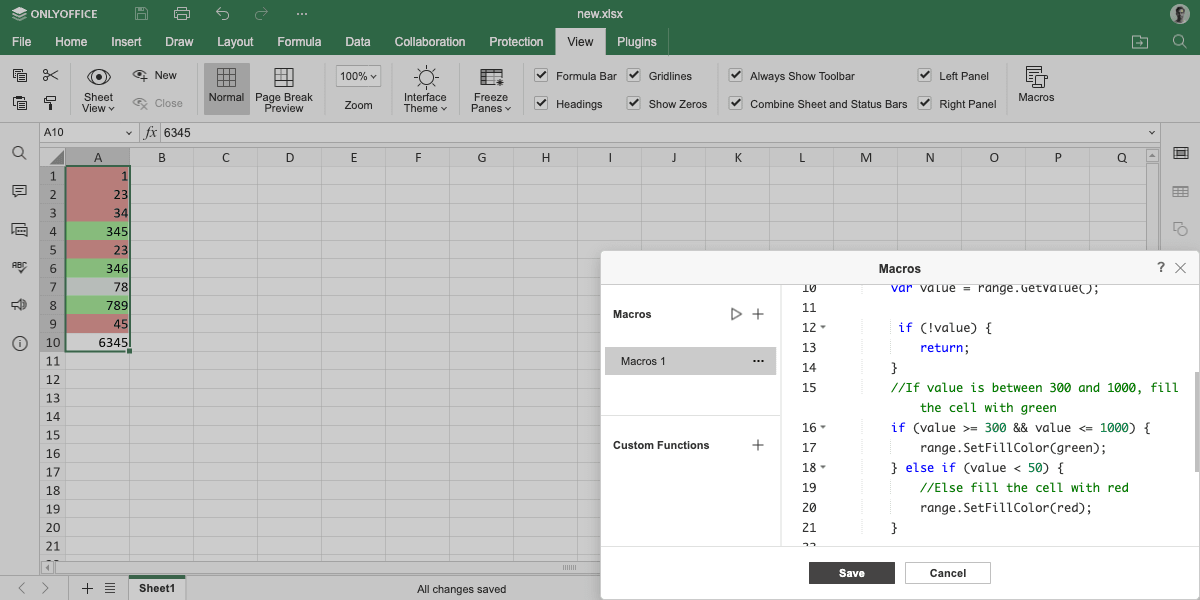 ONLYOFFICE
new.xlsx
File Home Insert Draw Layout Formula Data Collaboration Protection View Plugins
Sheet View
New
Close
Normal
Page Break Preview
100%
Zoom
Interface Theme
Freeze Panes
Formula Bar
Headings
Gridlines
Show Zeros
Always Show Toolbar
Combine Sheet and Status Bars
Left Panel
Right Panel
Macros
A10 fx 6345
A B C D E F G H I J K L M N O P Q
1 1
2 23
3 34
4 345
5 23
6 346
7 78
8 789
9 45
10 6345
11
12
13
14
15
16
17
18
19
20
21
ABC
Macros ?
Macros
Macros 1 ...
Custom Functions
10 var value = range.GetValue();
11
12 if (!value) {
13 return;
14 }
15 //If value is between 300 and 1000, fill
the cell with green
16 if (value >= 300 && value <= 1000) {
17 range.SetFillColor(green);
18 } else if (value < 50) {
19 //Else fill the cell with red
20 range.SetFillColor(red);
21 }
Save Cancel
Sheet1
All changes saved